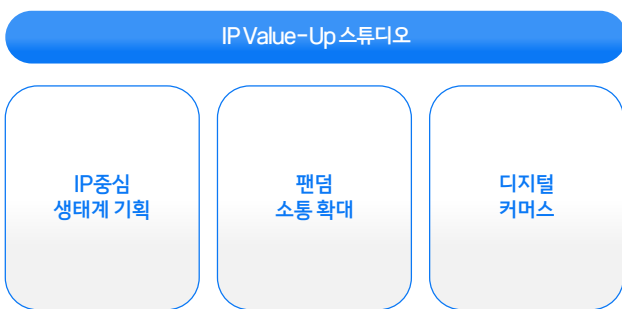 IP Value-Up 스튜디오
IP중심
생태계 기획
팬덤
소통 확대
디지털
커머스